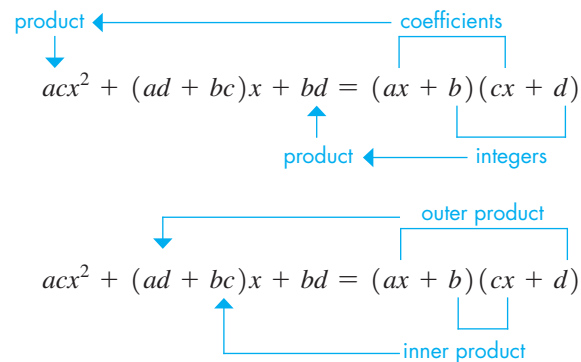 product coefficients
acx² + (ad + bc)x + bd = (ax + b)(cx + d)
product integers
outer product
acx² + (ad + bc)x + bd = (ax + b)(cx + d)
inner product